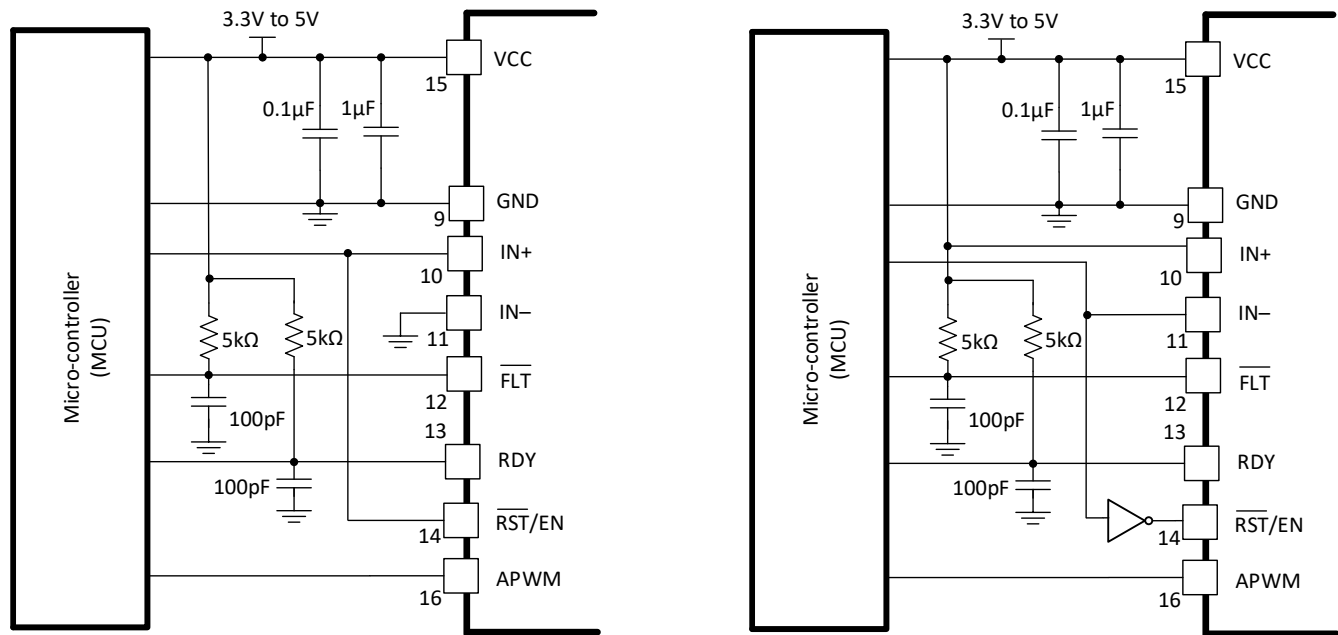 3.3V to 5V
VCC
15
0.1µF
1µF
GND
9
IN+
10
IN–
11
5kΩ
5kΩ
FLT
12
100pF
13
RDY
100pF
RST/EN
14
APWM
16
Micro-controller
(MCU)
3.3V to 5V
VCC
15
0.1µF
1µF
GND
9
IN+
10
IN–
11
5kΩ
5kΩ
FLT
12
100pF
13
RDY
100pF
RST/EN
14
APWM
16
Micro-controller
(MCU)